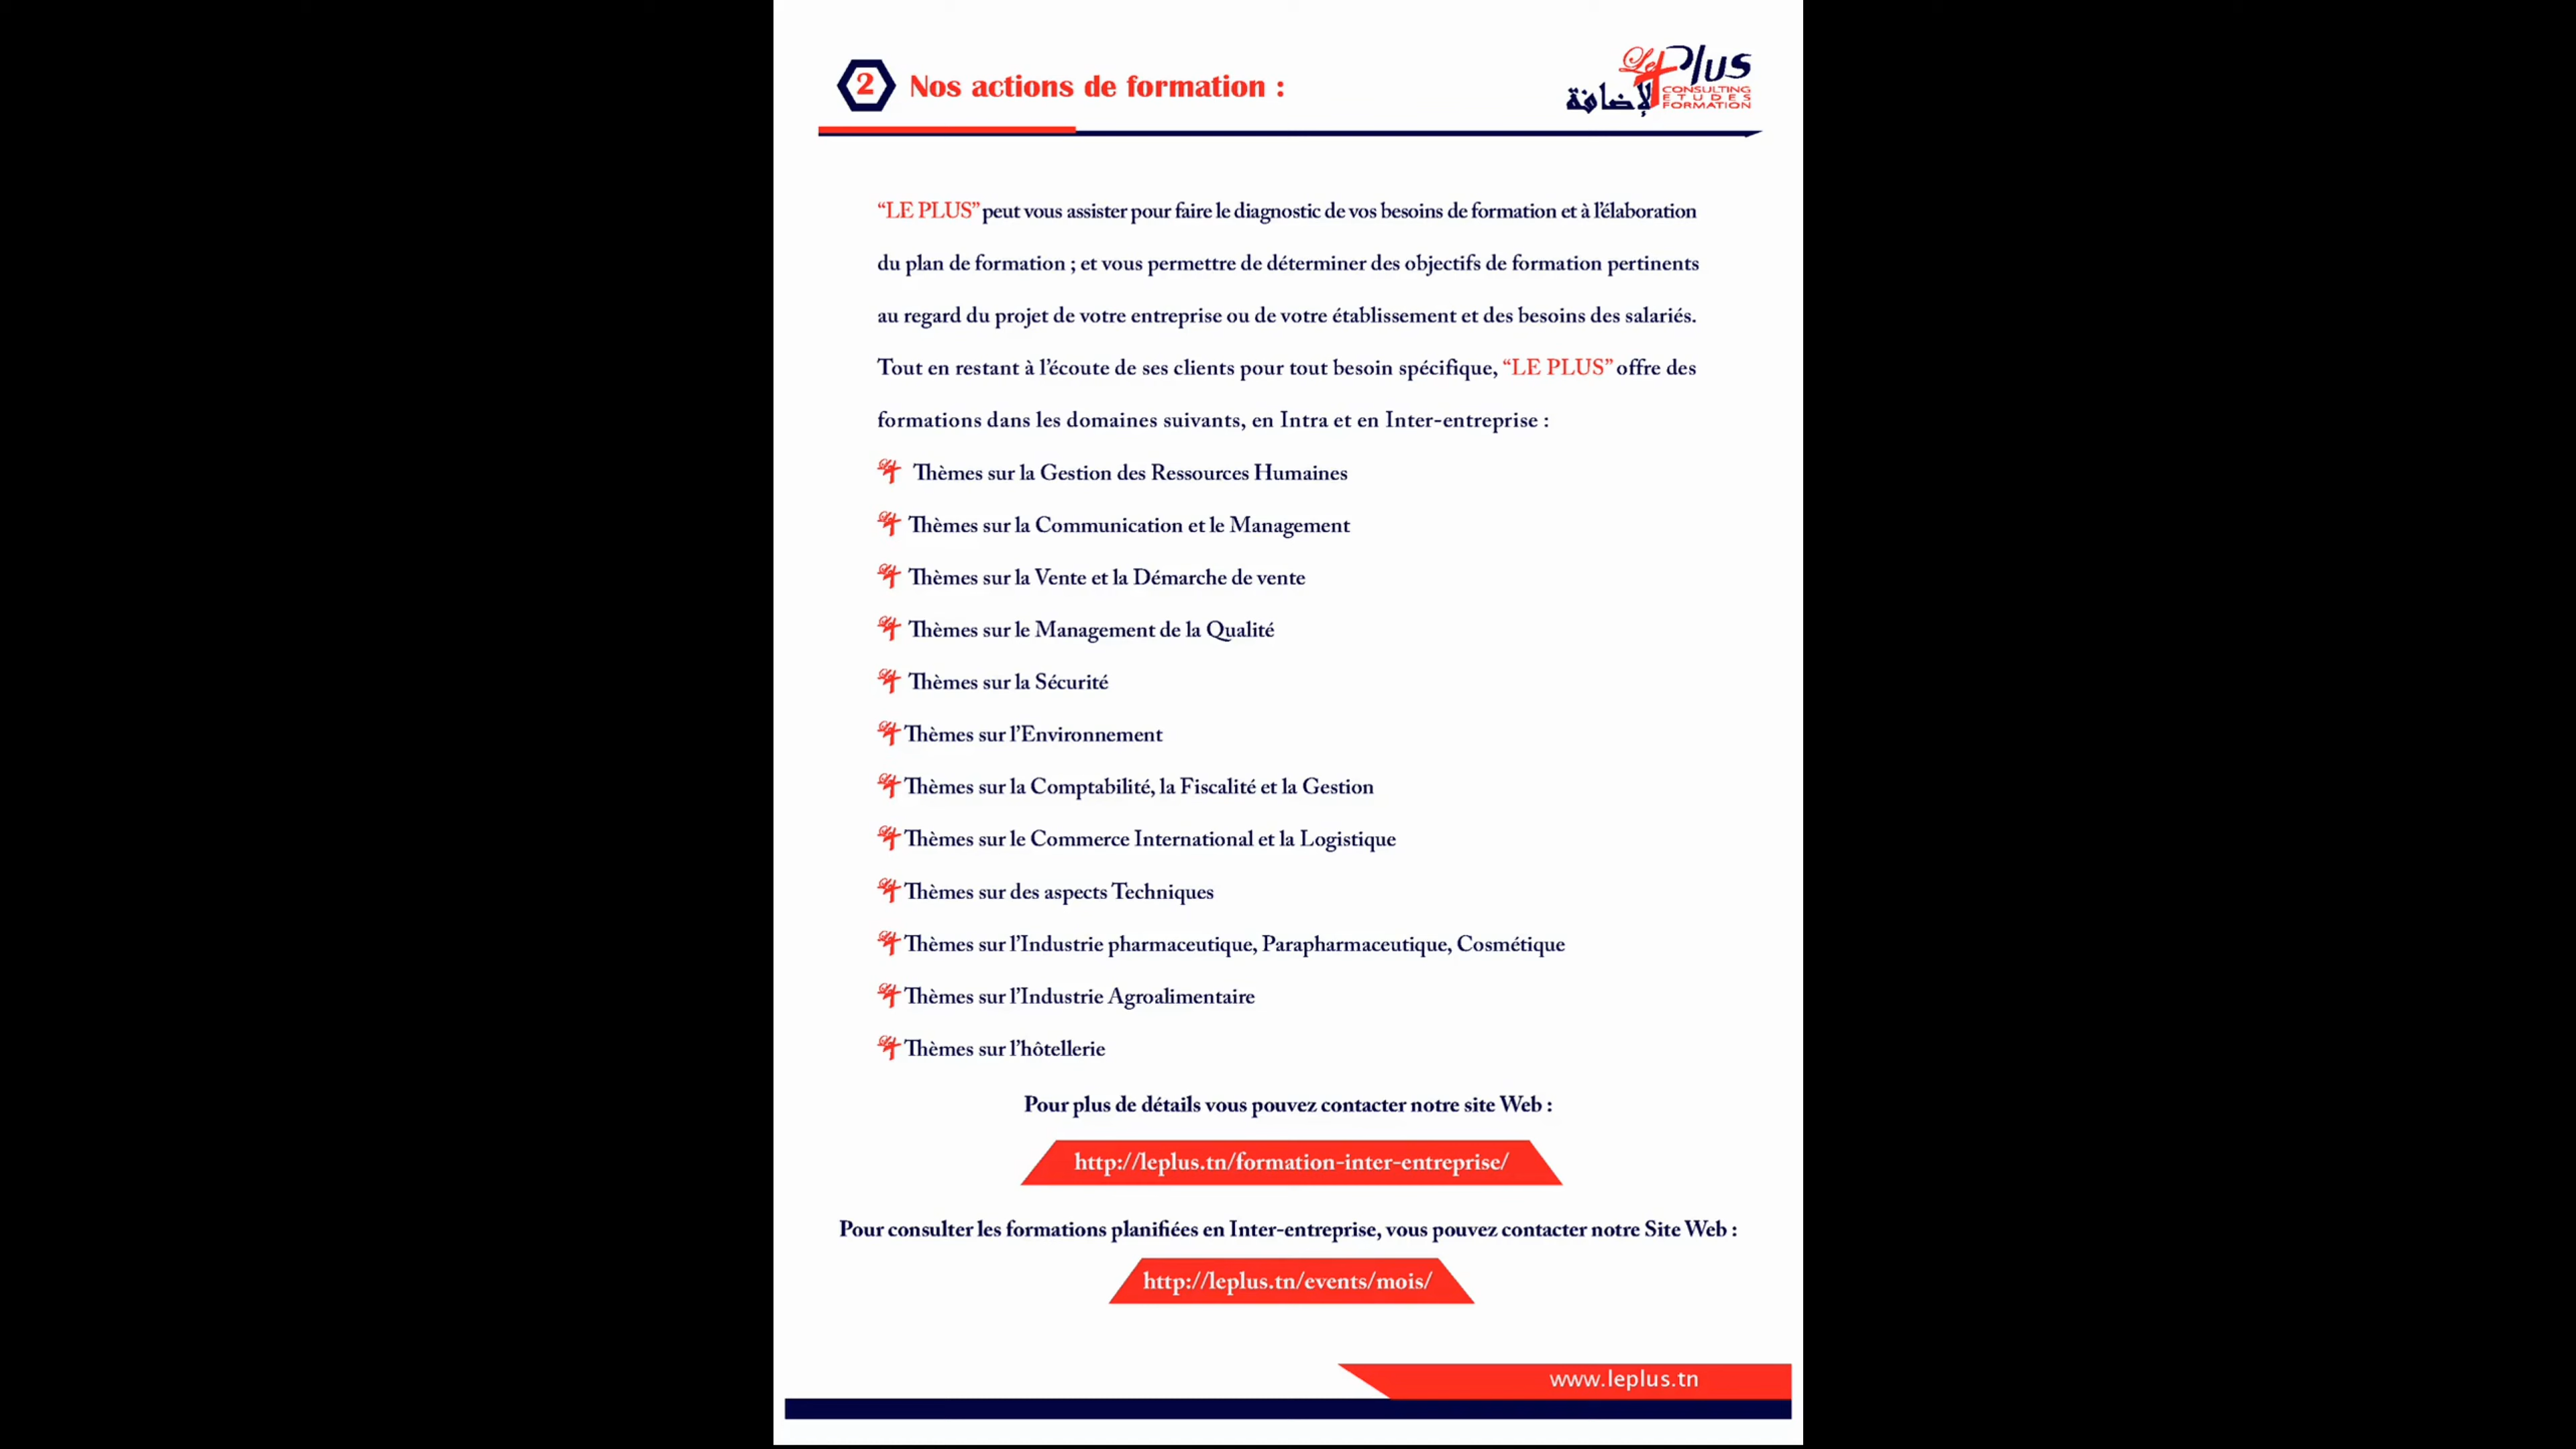 2 Nos actions de formation :
Le Plus
CONSULTING
ETUDES
FORMATION
الإضافة
“LE PLUS” peut vous assister pour faire le diagnostic de vos besoins de formation et à l’élaboration
du plan de formation ; et vous permettre de déterminer des objectifs de formation pertinents
au regard du projet de votre entreprise ou de votre établissement et des besoins des salariés.
Tout en restant à l’écoute de ses clients pour tout besoin spécifique, “LE PLUS” offre des
formations dans les domaines suivants, en Intra et en Inter-entreprise :
Thèmes sur la Gestion des Ressources Humaines
Thèmes sur la Communication et le Management
Thèmes sur la Vente et la Démarche de vente
Thèmes sur le Management de la Qualité
Thèmes sur la Sécurité
Thèmes sur l’Environnement
Thèmes sur la Comptabilité, la Fiscalité et la Gestion
Thèmes sur le Commerce International et la Logistique
Thèmes sur des aspects Techniques
Thèmes sur l’Industrie pharmaceutique, Parapharmaceutique, Cosmétique
Thèmes sur l’Industrie Agroalimentaire
Thèmes sur l’hôtellerie
Pour plus de détails vous pouvez contacter notre site Web :
http://leplus.tn/formation-inter-entreprise/
Pour consulter les formations planifiées en Inter-entreprise, vous pouvez contacter notre Site Web :
http://leplus.tn/events/mois/
www.leplus.tn